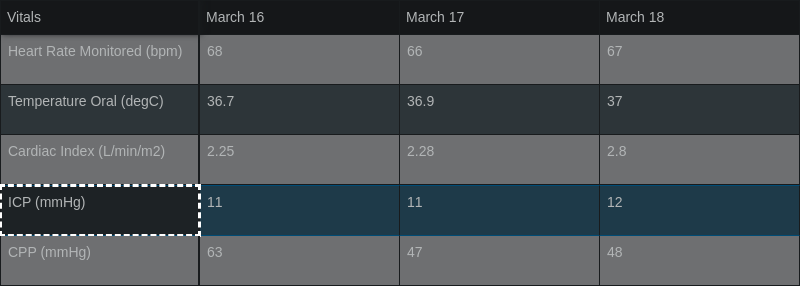 Vitals March 16 March 17 March 18
Heart Rate Monitored (bpm) 68 66 67
Temperature Oral (degC) 36.7 36.9 37
Cardiac Index (L/min/m2) 2.25 2.28 2.8
ICP (mmHg) 11 11 12
CPP (mmHg) 63 47 48